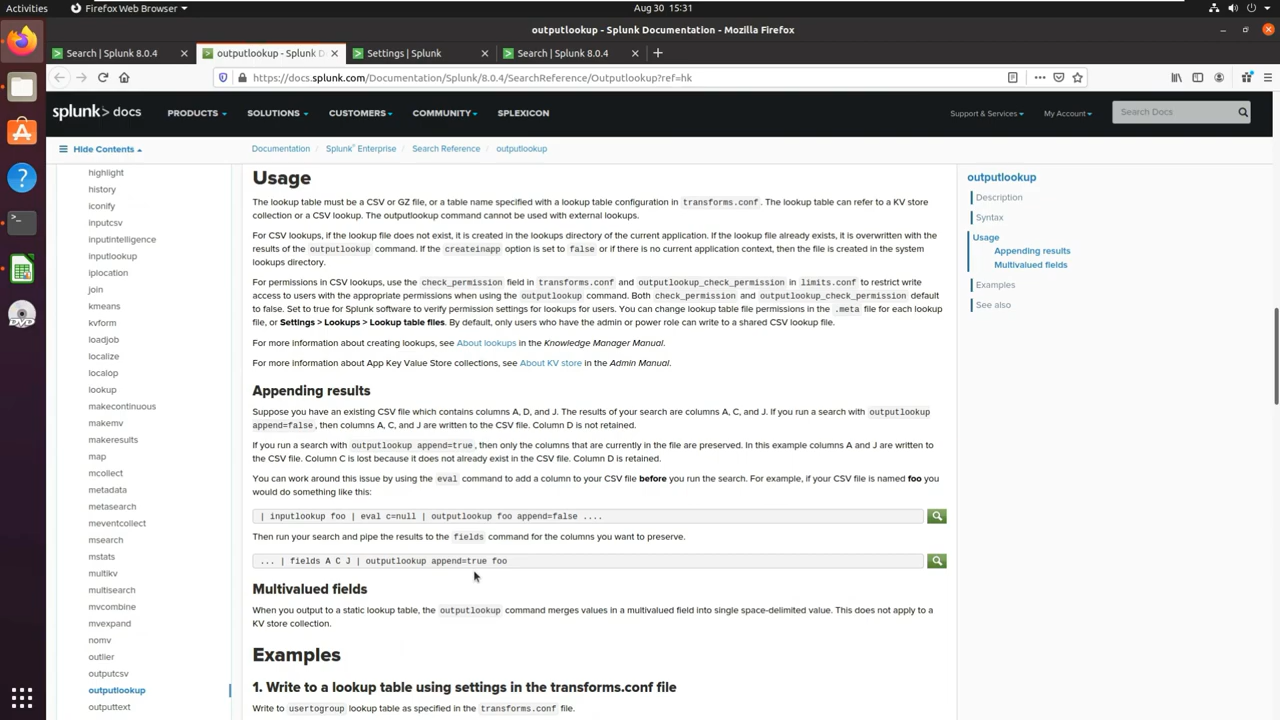 Activities
Firefox Web Browser
Aug 30 15:31
outputlookup - Splunk Documentation - Mozilla Firefox
Search | Splunk 8.0.4
outputlookup - Splunk D
Settings | Splunk
Search | Splunk 8.0.4
https://docs.splunk.com/Documentation/Splunk/8.0.4/SearchReference/Outputlookup?ref=hk
splunk> docs
PRODUCTS
SOLUTIONS
CUSTOMERS
COMMUNITY
SPLEXICON
Support & Services
My Account
Search Docs
Hide Contents
Documentation / Splunk® Enterprise / Search Reference / outputlookup
highlight
history
iconify
inputcsv
inputintelligence
inputlookup
iplocation
join
kmeans
kvform
loadjob
localize
localop
lookup
makecontinuous
makemv
makeresults
map
mcollect
metadata
metasearch
meventcollect
msearch
mstats
multikv
multisearch
mvcombine
mvexpand
nomv
outlier
outputcsv
outputlookup
outputtext
Usage
The lookup table must be a CSV or GZ file, or a table name specified with a lookup table configuration in transforms.conf. The lookup table can refer to a KV store
collection or a CSV lookup. The outputlookup command cannot be used with external lookups.
For CSV lookups, if the lookup file does not exist, it is created in the lookups directory of the current application. If the lookup file already exists, it is overwritten with the
results of the outputlookup command. If the createinapp option is set to false or if there is no current application context, then the file is created in the system
lookups directory.
For permissions in CSV lookups, use the check_permission field in transforms.conf and outputlookup_check_permission in limits.conf to restrict write
access to users with the appropriate permissions when using the outputlookup command. Both check_permission and outputlookup_check_permission default
to false. Set to true for Splunk software to verify permission settings for lookups for users. You can change lookup table file permissions in the .meta file for each lookup
file, or Settings > Lookups > Lookup table files. By default, only users who have the admin or power role can write to a shared CSV lookup file.
For more information about creating lookups, see About lookups in the Knowledge Manager Manual.
For more information about App Key Value Store collections, see About KV store in the Admin Manual.
Appending results
Suppose you have an existing CSV file which contains columns A, D, and J. The results of your search are columns A, C, and J. If you run a search with outputlookup
append=false, then columns A, C, and J are written to the CSV file. Column D is not retained.
If you run a search with outputlookup append=true, then only the columns that are currently in the file are preserved. In this example columns A and J are written to
the CSV file. Column C is lost because it does not already exist in the CSV file. Column D is retained.
You can work around this issue by using the eval command to add a column to your CSV file before you run the search. For example, if your CSV file is named foo you
would do something like this:
| inputlookup foo | eval c=null | outputlookup foo append=false ....
Then run your search and pipe the results to the fields command for the columns you want to preserve.
... | fields A C J | outputlookup append=true foo
Multivalued fields
When you output to a static lookup table, the outputlookup command merges values in a multivalued field into single space-delimited value. This does not apply to a
KV store collection.
Examples
1. Write to a lookup table using settings in the transforms.conf file
Write to usertogroup lookup table as specified in the transforms.conf file.
outputlookup
Description
Syntax
Usage
Appending results
Multivalued fields
Examples
See also